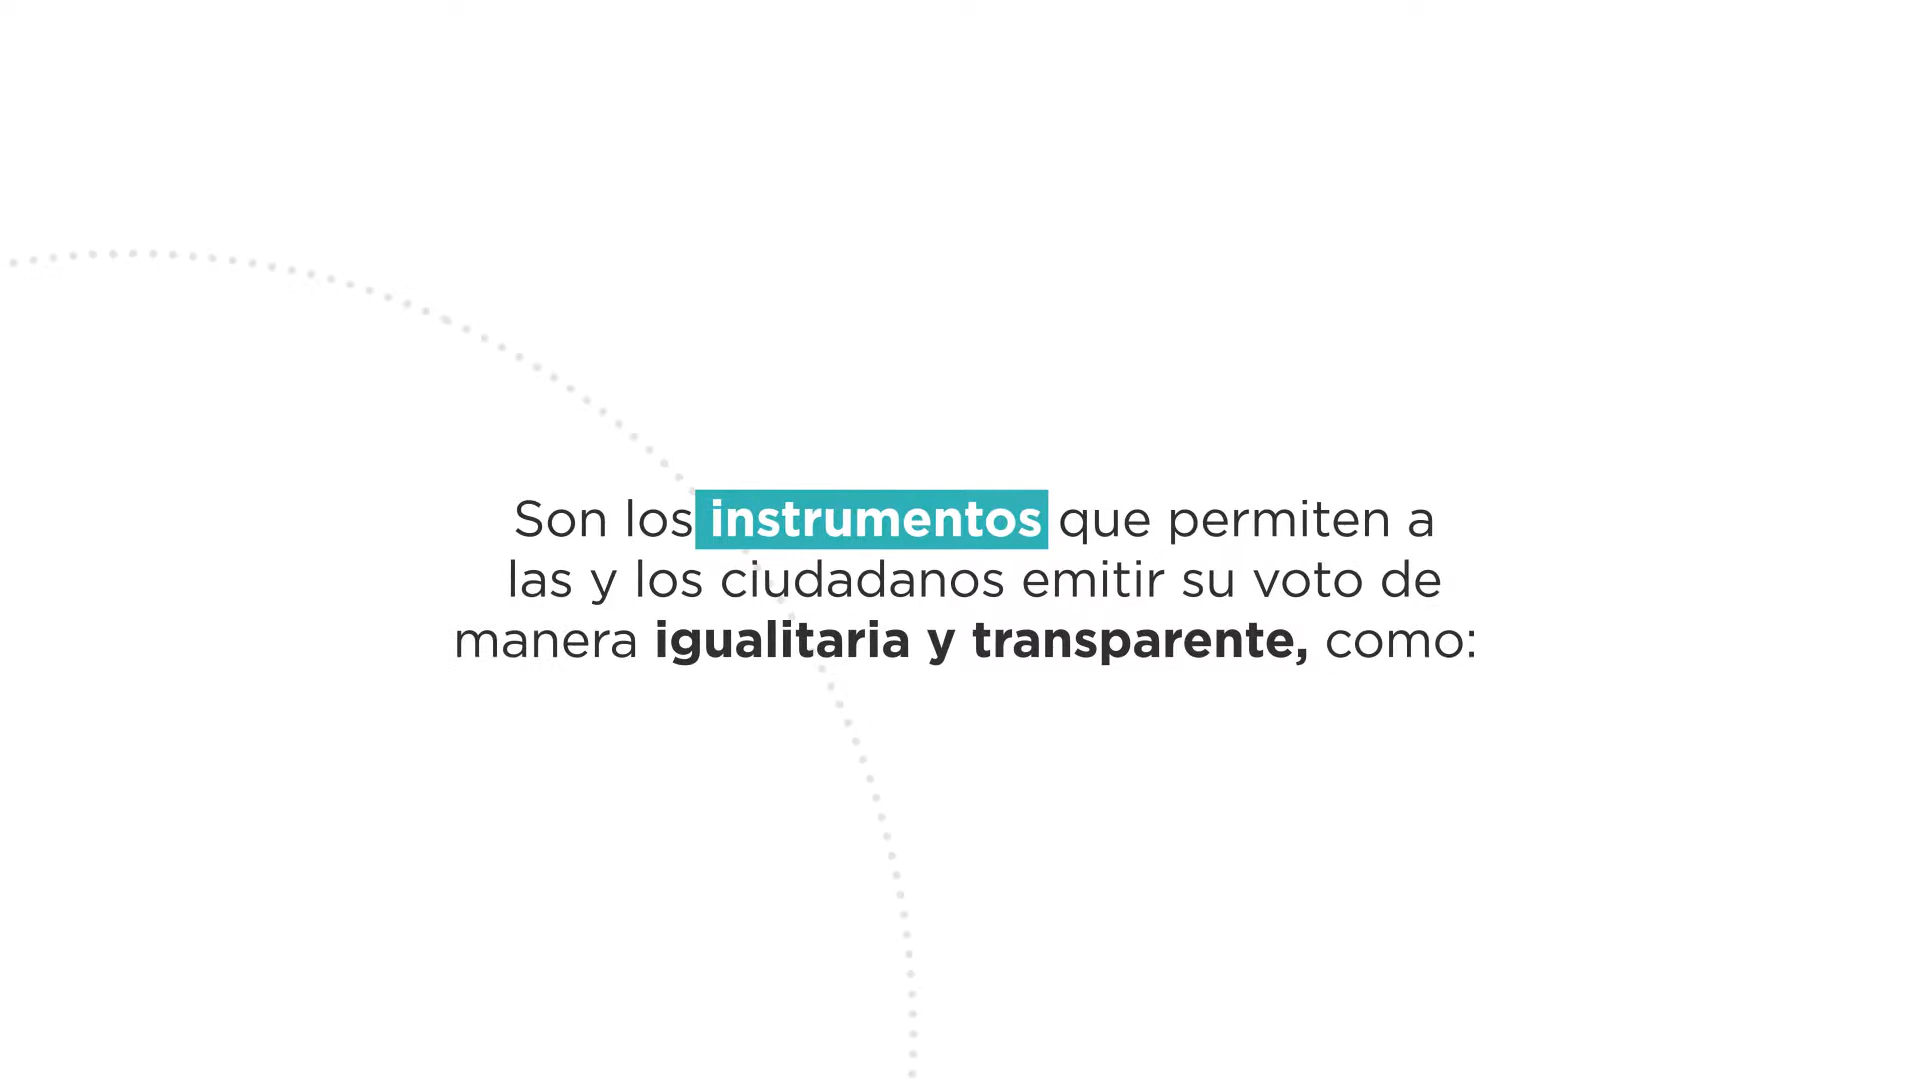 Son los instrumentos que permiten a
las y los ciudadanos emitir su voto de
manera igualitaria y transparente, como: